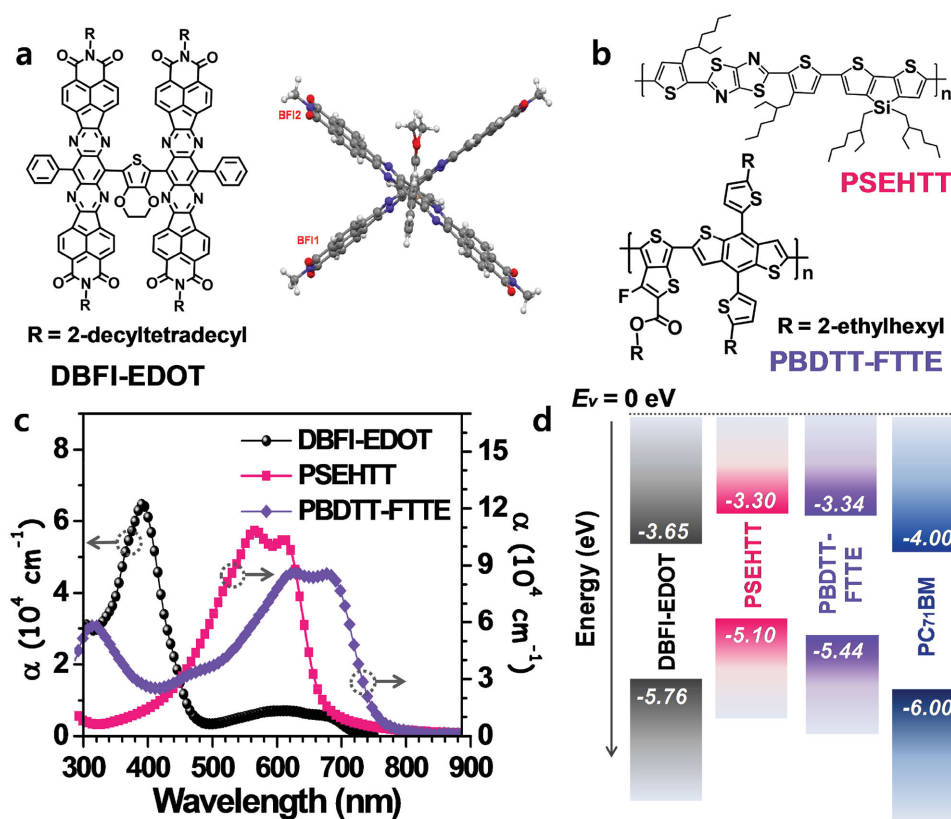 a
R
R
O N O
O N O
N N
N N
S
N N
N N
O O
O N O
O N O
R
R
R = 2-decyltetradecyl
DBFI-EDOT
BFI2
BFI1
b
S
N
S
N
S
S
S
S
Si
n
PSEHTT
R
S
S
S
n
F
S
S
O
O
R
S
R
R = 2-ethylhexyl
PBDTT-FTTE
c
DBFI-EDOT
PSEHTT
PBDTT-FTTE
α (10⁴ cm⁻¹)
8
6
4
2
0
α (10⁴ cm⁻¹)
15
12
9
6
3
0
300 400 500 600 700 800 900
Wavelength (nm)
Eᵥ = 0 eV
d
Energy (eV)
-3.65
DBFI-EDOT
-5.76
-3.30
PSEHTT
-5.10
-3.34
PBDTT-
FTTE
-5.44
-4.00
PC₇₁BM
-6.00